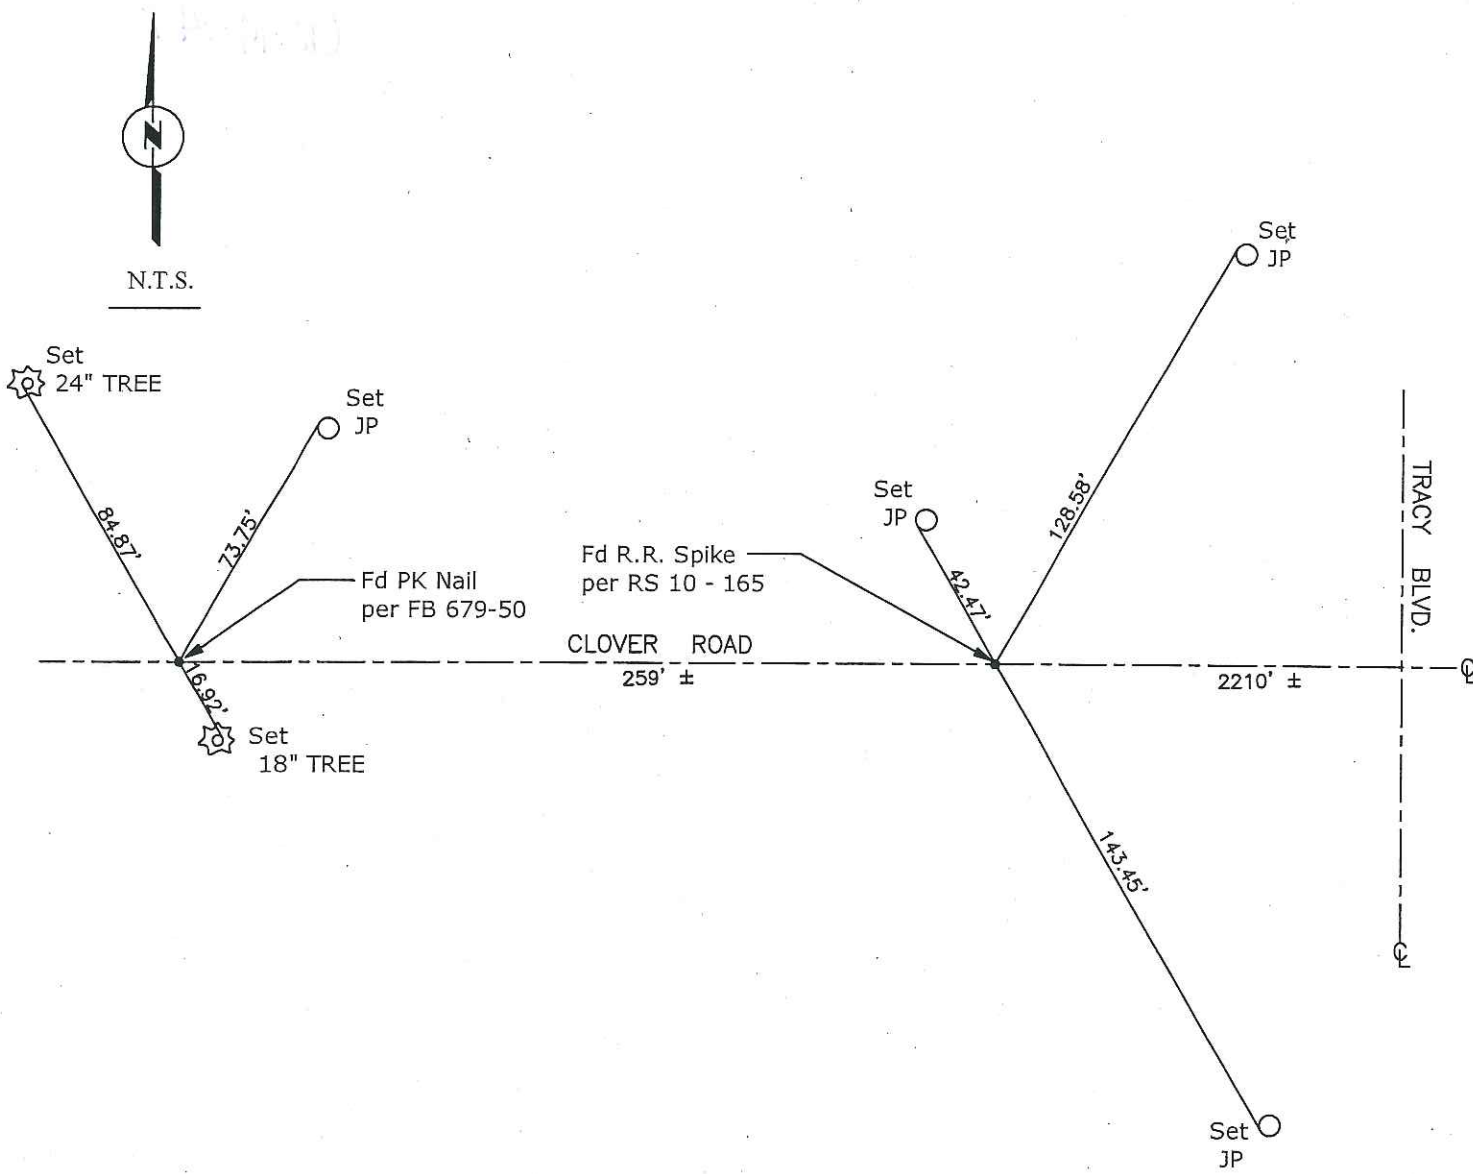 N
N.T.S.
Set
JP
Set
24" TREE
Set
JP
84.87'
73.75'
Fd PK Nail
per FB 679-50
Set
JP
128.58'
42.47'
Fd R.R. Spike
per RS 10 - 165
TRACY BLVD.
CLOVER ROAD
259' ±
2210' ±
℄
16.92'
Set
18" TREE
143.45'
℄
Set
JP